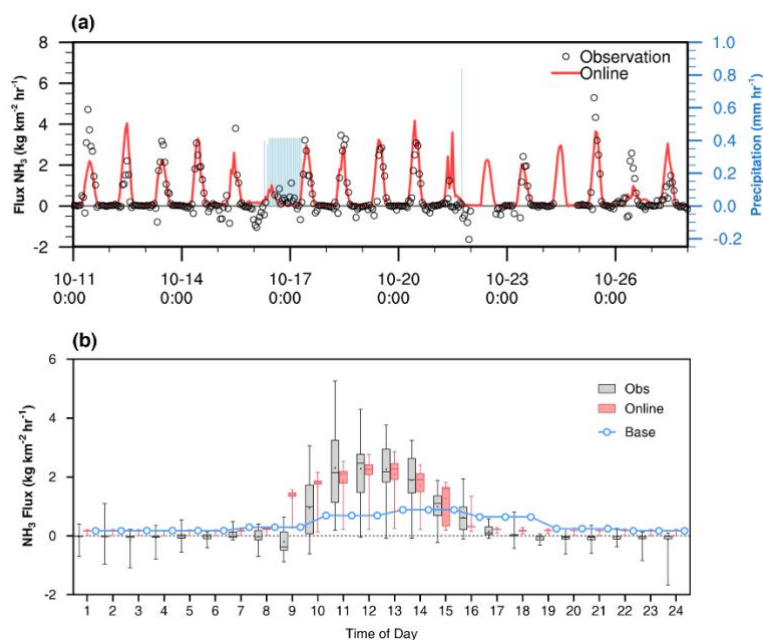 (a)
8
6
4
2
0
-2
Flux NH₃ (kg km⁻² hr⁻¹)
Observation
Online
1.0
0.8
0.6
0.4
0.2
0.0
-0.2
Precipitation (mm hr⁻¹)
10-11 10-14 10-17 10-20 10-23 10-26
0:00 0:00 0:00 0:00 0:00 0:00
(b)
6
4
2
0
-2
NH₃ Flux (kg km⁻² hr⁻¹)
Obs
Online
Base
1 2 3 4 5 6 7 8 9 10 11 12 13 14 15 16 17 18 19 20 21 22 23 24
Time of Day